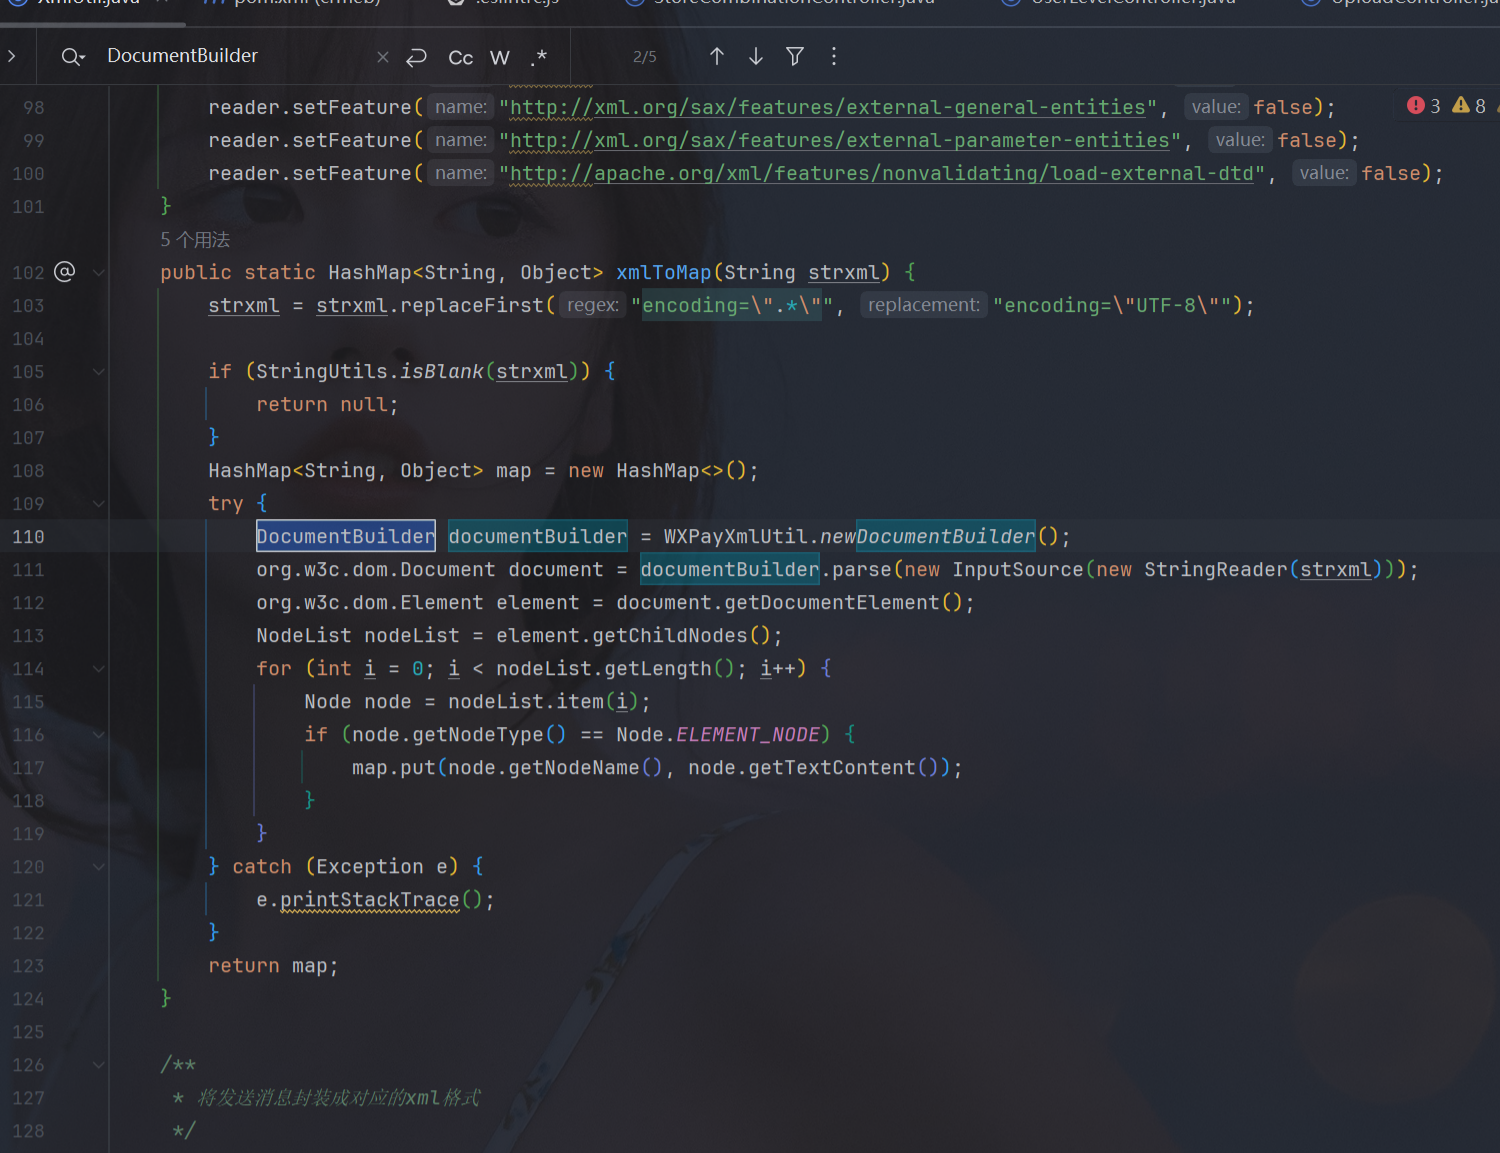 XmlUtil.java pom.xml (crmeb) .eslintrc.js StoreCombinationController.java UserLevelController.java UploadController.java
DocumentBuilder × Cc W .* 2/5
98 reader.setFeature( name: "http://xml.org/sax/features/external-general-entities", value: false); 3 8
99 reader.setFeature( name: "http://xml.org/sax/features/external-parameter-entities", value: false);
100 reader.setFeature( name: "http://apache.org/xml/features/nonvalidating/load-external-dtd", value: false);
101 }
5 个用法
102 @ public static HashMap<String, Object> xmlToMap(String strxml) {
103 strxml = strxml.replaceFirst( regex: "encoding=\".*\"", replacement: "encoding=\"UTF-8\"");
104
105 if (StringUtils.isBlank(strxml)) {
106 return null;
107 }
108 HashMap<String, Object> map = new HashMap<>();
109 try {
110 DocumentBuilder documentBuilder = WXPayXmlUtil.newDocumentBuilder();
111 org.w3c.dom.Document document = documentBuilder.parse(new InputSource(new StringReader(strxml)));
112 org.w3c.dom.Element element = document.getDocumentElement();
113 NodeList nodeList = element.getChildNodes();
114 for (int i = 0; i < nodeList.getLength(); i++) {
115 Node node = nodeList.item(i);
116 if (node.getNodeType() == Node.ELEMENT_NODE) {
117 map.put(node.getNodeName(), node.getTextContent());
118 }
119 }
120 } catch (Exception e) {
121 e.printStackTrace();
122 }
123 return map;
124 }
125
126 /**
127 * 将发送消息封装成对应的xml格式
128 */